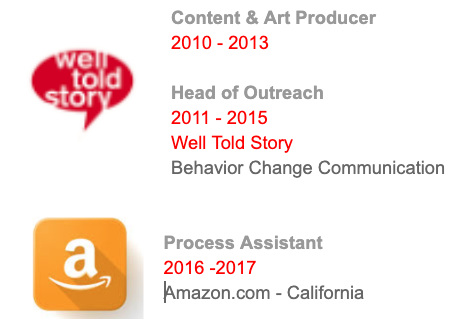 Content & Art Producer
2010 - 2013
well
told
story
Head of Outreach
2011 - 2015
Well Told Story
Behavior Change Communication
a
Process Assistant
2016 -2017
Amazon.com - California